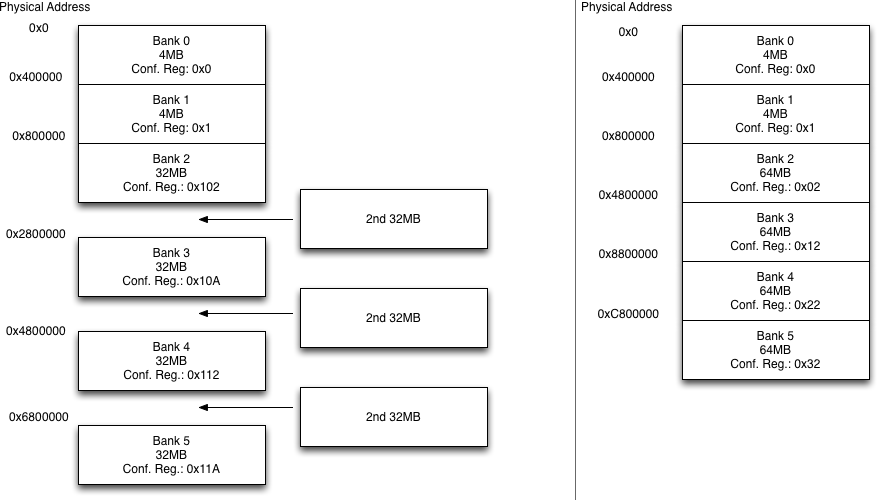 Physical Address
0x0
Bank 0
4MB
Conf. Reg: 0x0
0x400000
Bank 1
4MB
Conf. Reg: 0x1
0x800000
Bank 2
32MB
Conf. Reg.: 0x102
2nd 32MB
0x2800000
Bank 3
32MB
Conf. Reg.: 0x10A
2nd 32MB
0x4800000
Bank 4
32MB
Conf. Reg.: 0x112
2nd 32MB
0x6800000
Bank 5
32MB
Conf. Reg.: 0x11A
Physical Address
0x0
Bank 0
4MB
Conf. Reg: 0x0
0x400000
Bank 1
4MB
Conf. Reg: 0x1
0x800000
Bank 2
64MB
Conf. Reg.: 0x02
0x4800000
Bank 3
64MB
Conf. Reg.: 0x12
0x8800000
Bank 4
64MB
Conf. Reg.: 0x22
0xC800000
Bank 5
64MB
Conf. Reg.: 0x32